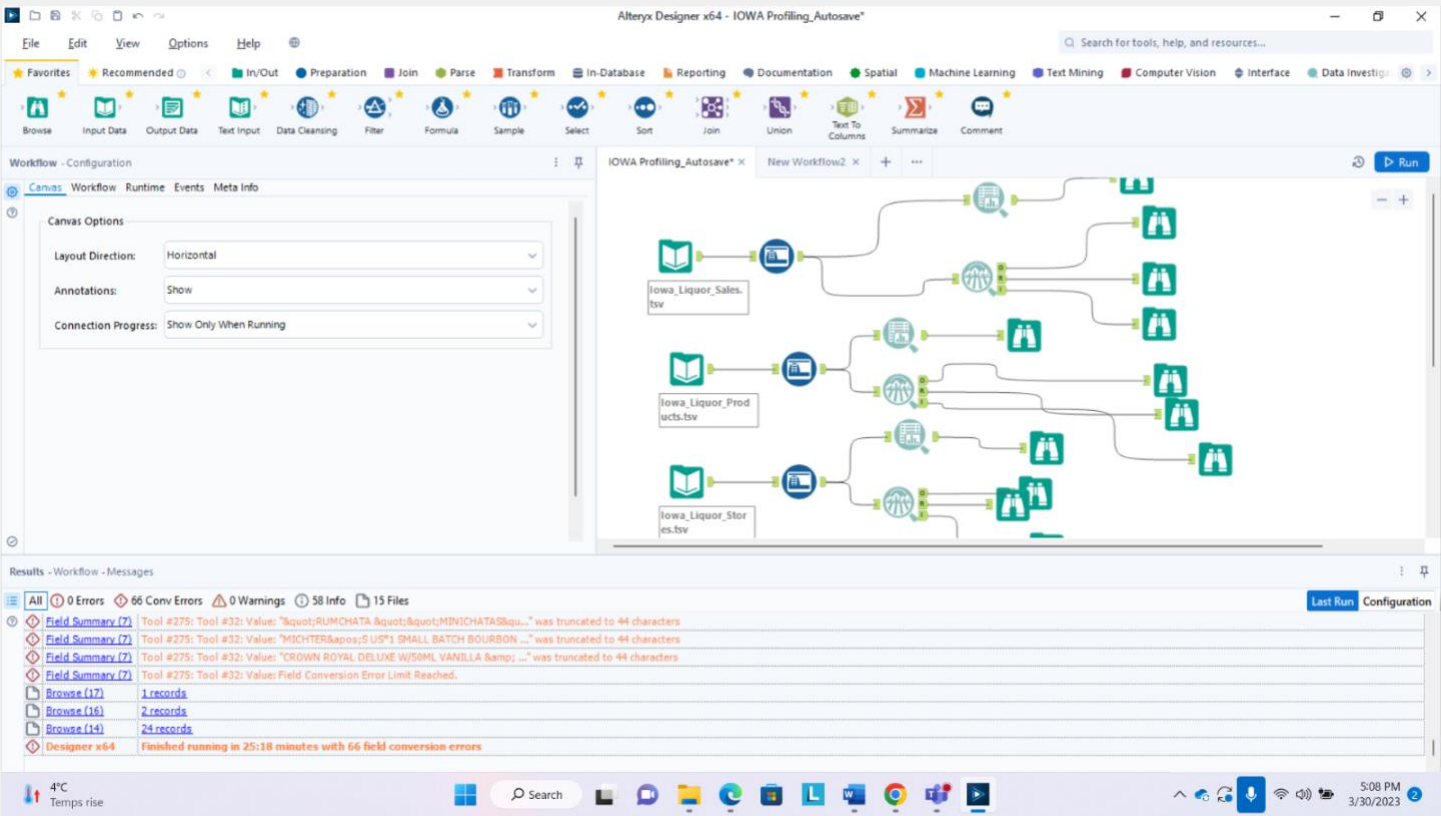 Alteryx Designer x64 - IOWA Profiling_Autosave*
File Edit View Options Help
Search for tools, help, and resources...
Favorites Recommended In/Out Preparation Join Parse Transform In-Database Reporting Documentation Spatial Machine Learning Text Mining Computer Vision Interface Data Investiga
Browse Input Data Output Data Text Input Data Cleansing Filter Formula Sample Select Sort Join Union Text To Columns Summarize Comment
Workflow - Configuration
IOWA Profiling_Autosave* × New Workflow2 × + ...
Run
Canvas Workflow Runtime Events Meta Info
Canvas Options
Layout Direction: Horizontal
Annotations: Show
Connection Progress: Show Only When Running
O
R
I
Iowa_Liquor_Sales.
tsv
O
R
I
Iowa_Liquor_Prod
ucts.tsv
O
R
I
Iowa_Liquor_Stor
es.tsv
Results - Workflow - Messages
All 0 Errors 66 Conv Errors 0 Warnings 58 Info 15 Files
Last Run Configuration
Field Summary (7) Tool #275: Tool #32: Value: "&quot;RUMCHATA &quot;&quot;MINICHATAS&qu..." was truncated to 44 characters
Field Summary (7) Tool #275: Tool #32: Value: "MICHTER&apos;S US*1 SMALL BATCH BOURBON ..." was truncated to 44 characters
Field Summary (7) Tool #275: Tool #32: Value: "CROWN ROYAL DELUXE W/50ML VANILLA &amp; ..." was truncated to 44 characters
Field Summary (7) Tool #275: Tool #32: Value: Field Conversion Error Limit Reached.
Browse (17) 1 records
Browse (16) 2 records
Browse (14) 24 records
Designer x64 Finished running in 25:18 minutes with 66 field conversion errors
4°C
Temps rise
Search
5:08 PM
3/30/2023
2